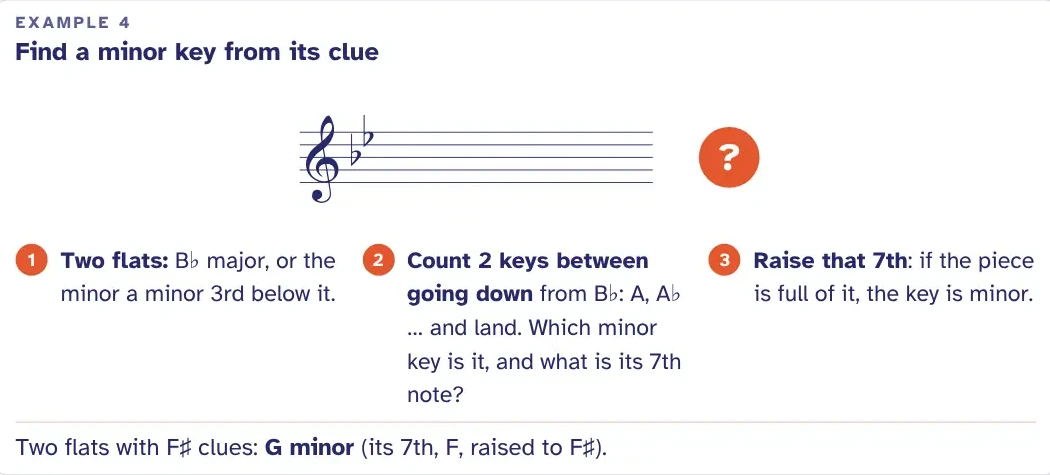 EXAMPLE 4
Find a minor key from its clue
?
1 Two flats: B♭ major, or the
minor a minor 3rd below it.
2 Count 2 keys between
going down from B♭: A, A♭
... and land. Which minor
key is it, and what is its 7th
note?
3 Raise that 7th: if the piece
is full of it, the key is minor.
Two flats with F♯ clues: G minor (its 7th, F, raised to F♯).